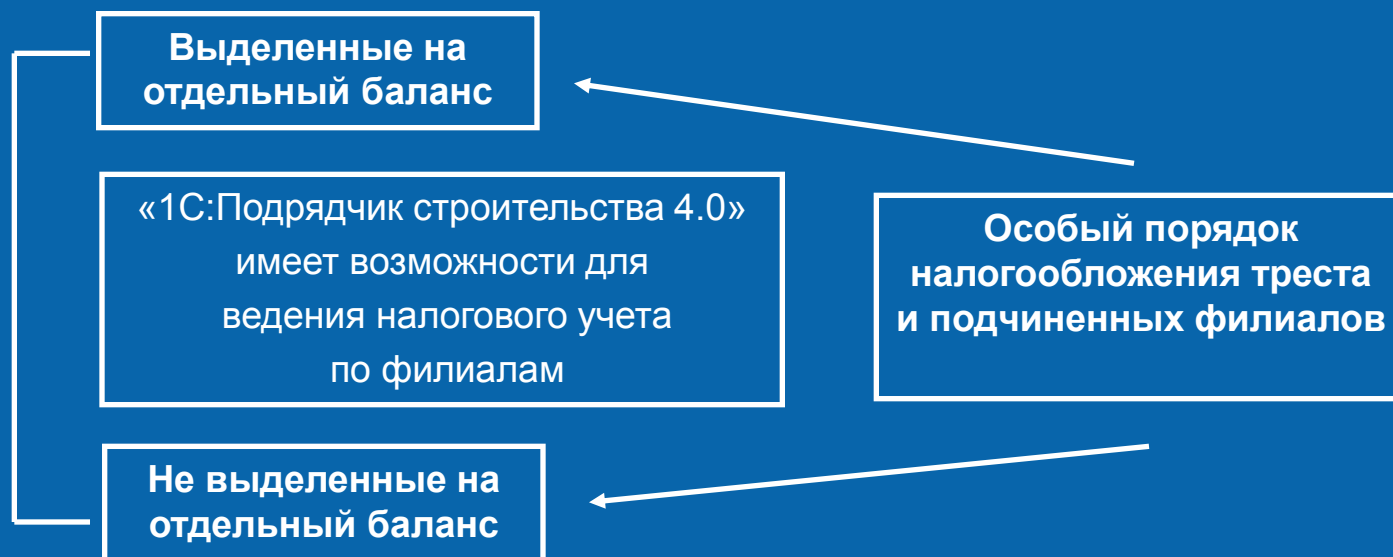 Выделенные на
отдельный баланс
«1С:Подрядчик строительства 4.0»
имеет возможности для
ведения налогового учета
по филиалам
Особый порядок
налогообложения треста
и подчиненных филиалов
Не выделенные на
отдельный баланс